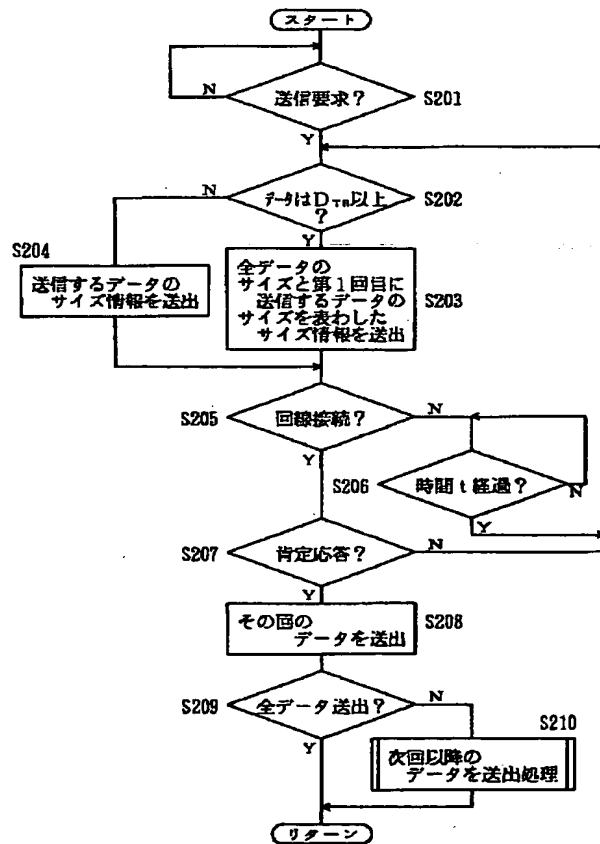 スタート
N
送信要求？
S201
Y
N
データはDTH以上
？
S202
Y
S204
送信するデータの
サイズ情報を送出
全データの
サイズと第1回目に
送信するデータの
サイズを表わした
サイズ情報を送出
S203
S205
回線接続？
N
Y
S206
時間t経過？
N
Y
S207
肯定応答？
N
Y
その回の
データを送出
S208
S209
全データ送出？
N
Y
S210
次回以降の
データを送出処理
リターン